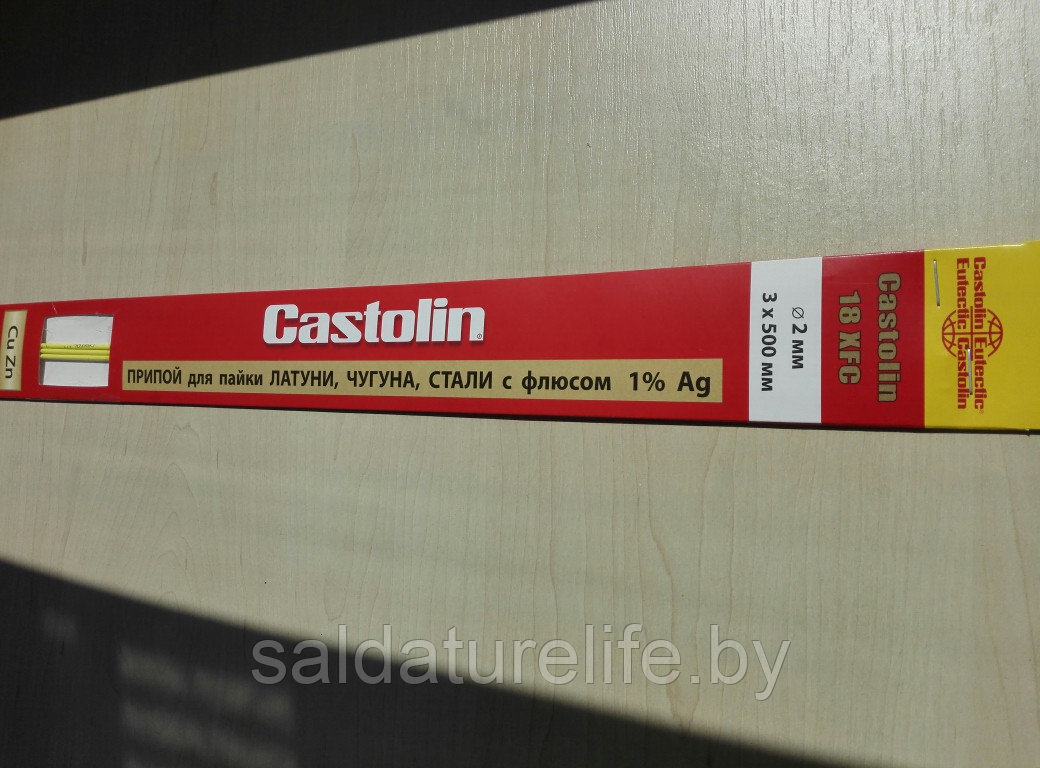 Cu Zn
Castolin
ПРИПОЙ для пайки ЛАТУНИ, ЧУГУНА, СТАЛИ с флюсом 1% Ag
⌀ 2 мм
3 x 500 мм
Castolin
18 XFC
Castolin Eutectic
Eutectic Castolin
saldaturelife.by